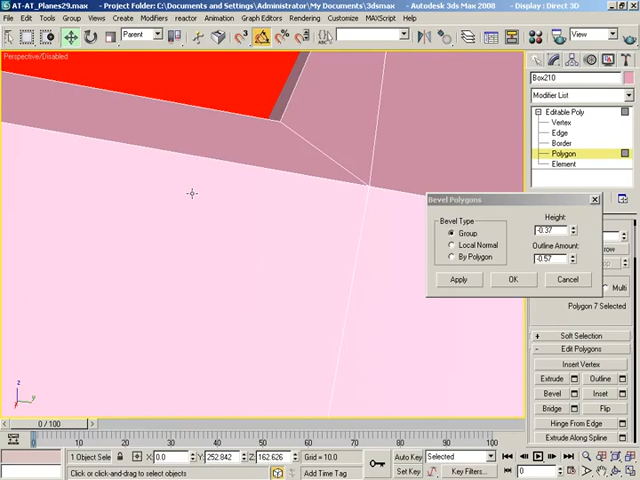 AT-AT_Planes29.max - Project Folder: C:\Documents and Settings\Administrator\My Documents\3dsmax - Autodesk 3ds Max 2008 - Display : Direct 3D
File Edit Tools Group Views Create Modifiers reactor Animation Graph Editors Rendering Customize MAXScript Help
Parent
View
Perspective/Disabled
Box210
Modifier List
Editable Poly
Vertex
Edge
Border
Polygon
Element
Bevel Polygons
Bevel Type
Group
Local Normal
By Polygon
Height:
-0.37
Outline Amount:
-0.57
Apply OK Cancel
Multi
Polygon 7 Selected
Soft Selection
Edit Polygons
Insert Vertex
Extrude Outline
Bevel Inset
Bridge Flip
Hinge From Edge
Extrude Along Spline
z
y
0 / 100
0 10 20 30 40 50 60 70 80 90 100
1 Object Sele
X: 0.0 Y: 252.842 Z: 162.626
Grid = 10.0
Auto Key Selected
Click or click-and-drag to select objects
Add Time Tag
Set Key Key Filters...
0